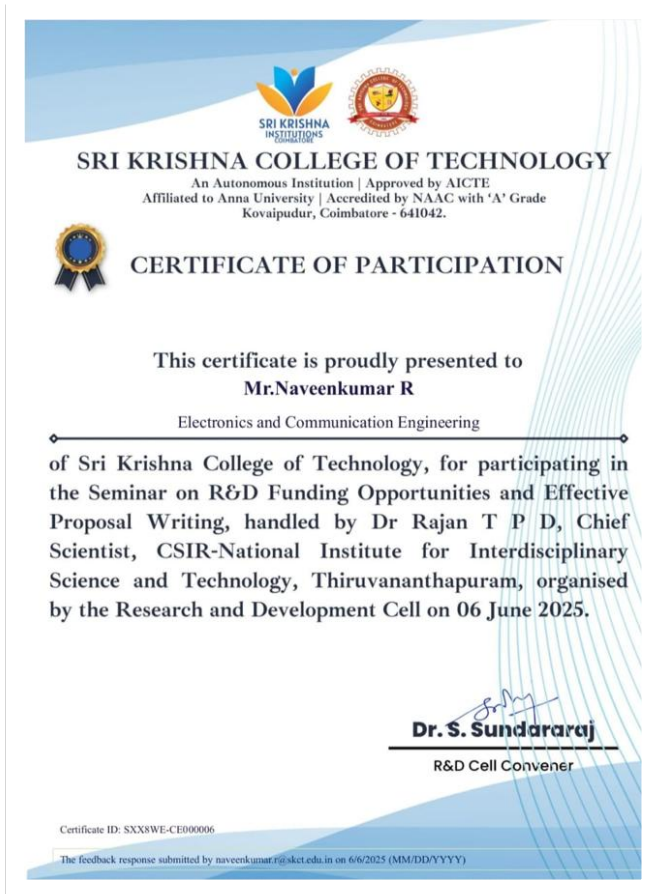 SRI KRISHNA
INSTITUTIONS
COIMBATORE
SRI KRISHNA COLLEGE OF TECHNOLOGY
An Autonomous Institution | Approved by AICTE
Affiliated to Anna University | Accredited by NAAC with ‘A’ Grade
Kovaipudur, Coimbatore - 641042.
CERTIFICATE OF PARTICIPATION
This certificate is proudly presented to
Mr.Naveenkumar R
Electronics and Communication Engineering
of Sri Krishna College of Technology, for participating in
the Seminar on R&D Funding Opportunities and Effective
Proposal Writing, handled by Dr Rajan T P D, Chief
Scientist, CSIR-National Institute for Interdisciplinary
Science and Technology, Thiruvananthapuram, organised
by the Research and Development Cell on 06 June 2025.
Dr. S. Sundararaj
R&D Cell Convener
Certificate ID: SXX8WE-CE000006
The feedback response submitted by naveenkumar.r@skct.edu.in on 6/6/2025 (MM/DD/YYYY)